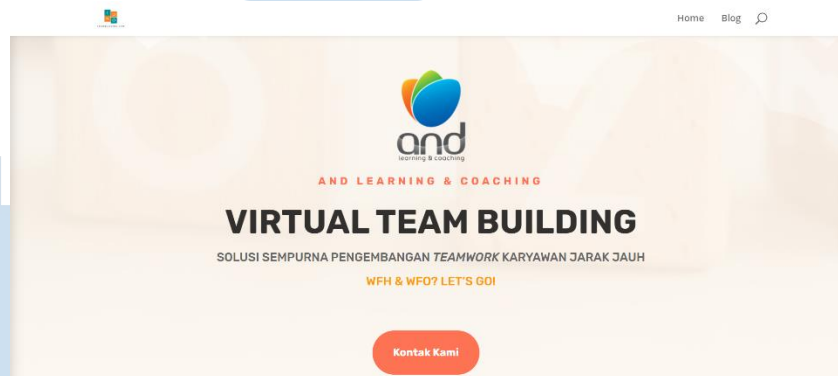 Home Blog
and
learning & coaching
AND LEARNING & COACHING
VIRTUAL TEAM BUILDING
SOLUSI SEMPURNA PENGEMBANGAN TEAMWORK KARYAWAN JARAK JAUH
WFH & WFO? LET'S GO!
Kontak Kami